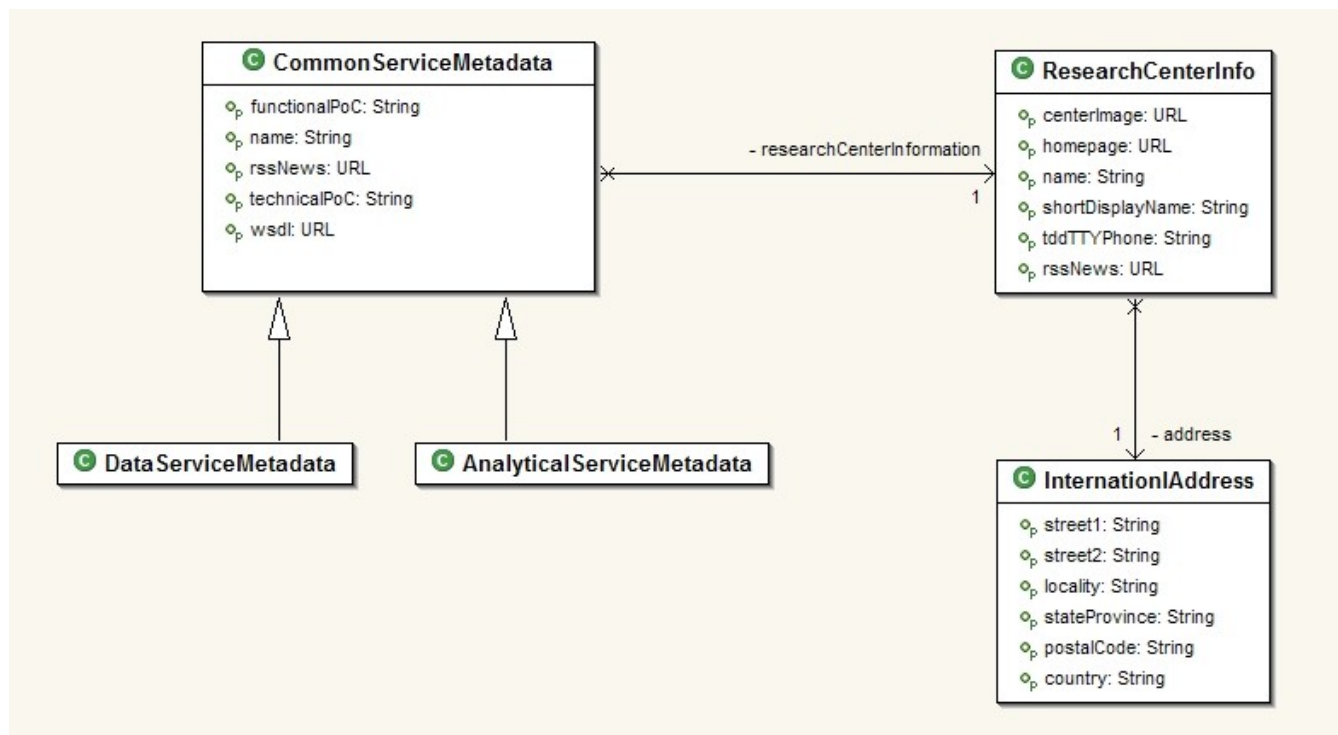 CommonServiceMetadata
functionalPoC: String
name: String
rssNews: URL
technicalPoC: String
wsdl: URL
- researchCenterInformation
1
ResearchCenterInfo
centerImage: URL
homepage: URL
name: String
shortDisplayName: String
tddTTYPhone: String
rssNews: URL
DataServiceMetadata
AnalyticalServiceMetadata
1 - address
InternationlAddress
street1: String
street2: String
locality: String
stateProvince: String
postalCode: String
country: String